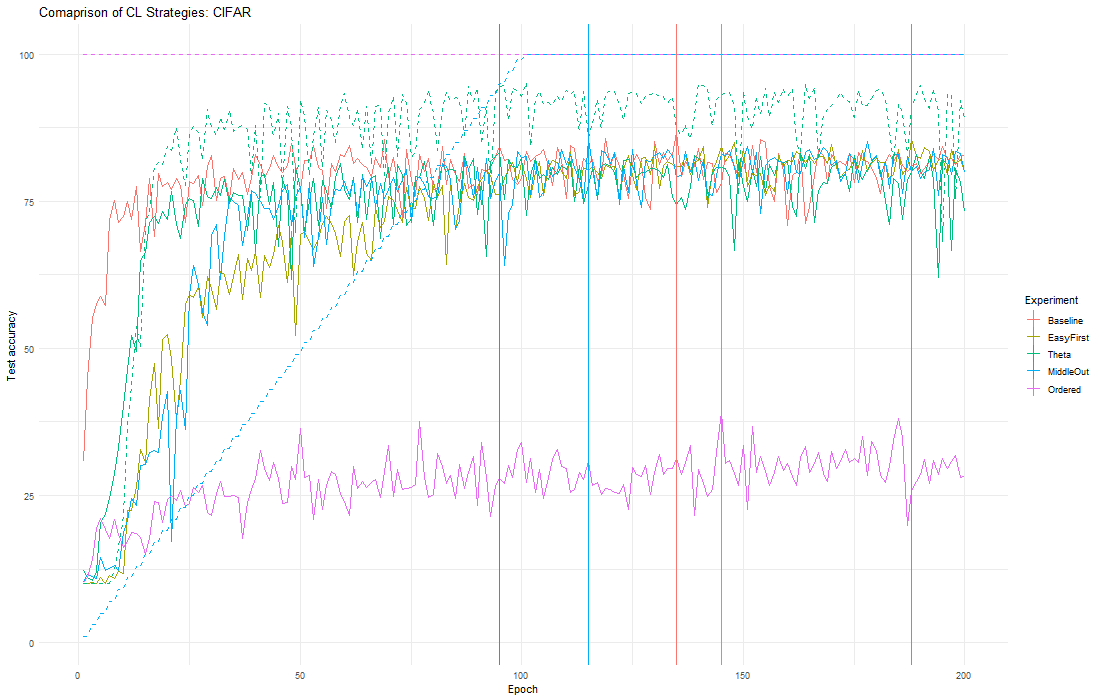 Comaprison of CL Strategies: CIFAR
100
75
50
25
0
Test accuracy
0 50 100 150 200
Epoch
Experiment
Baseline
EasyFirst
Theta
MiddleOut
Ordered